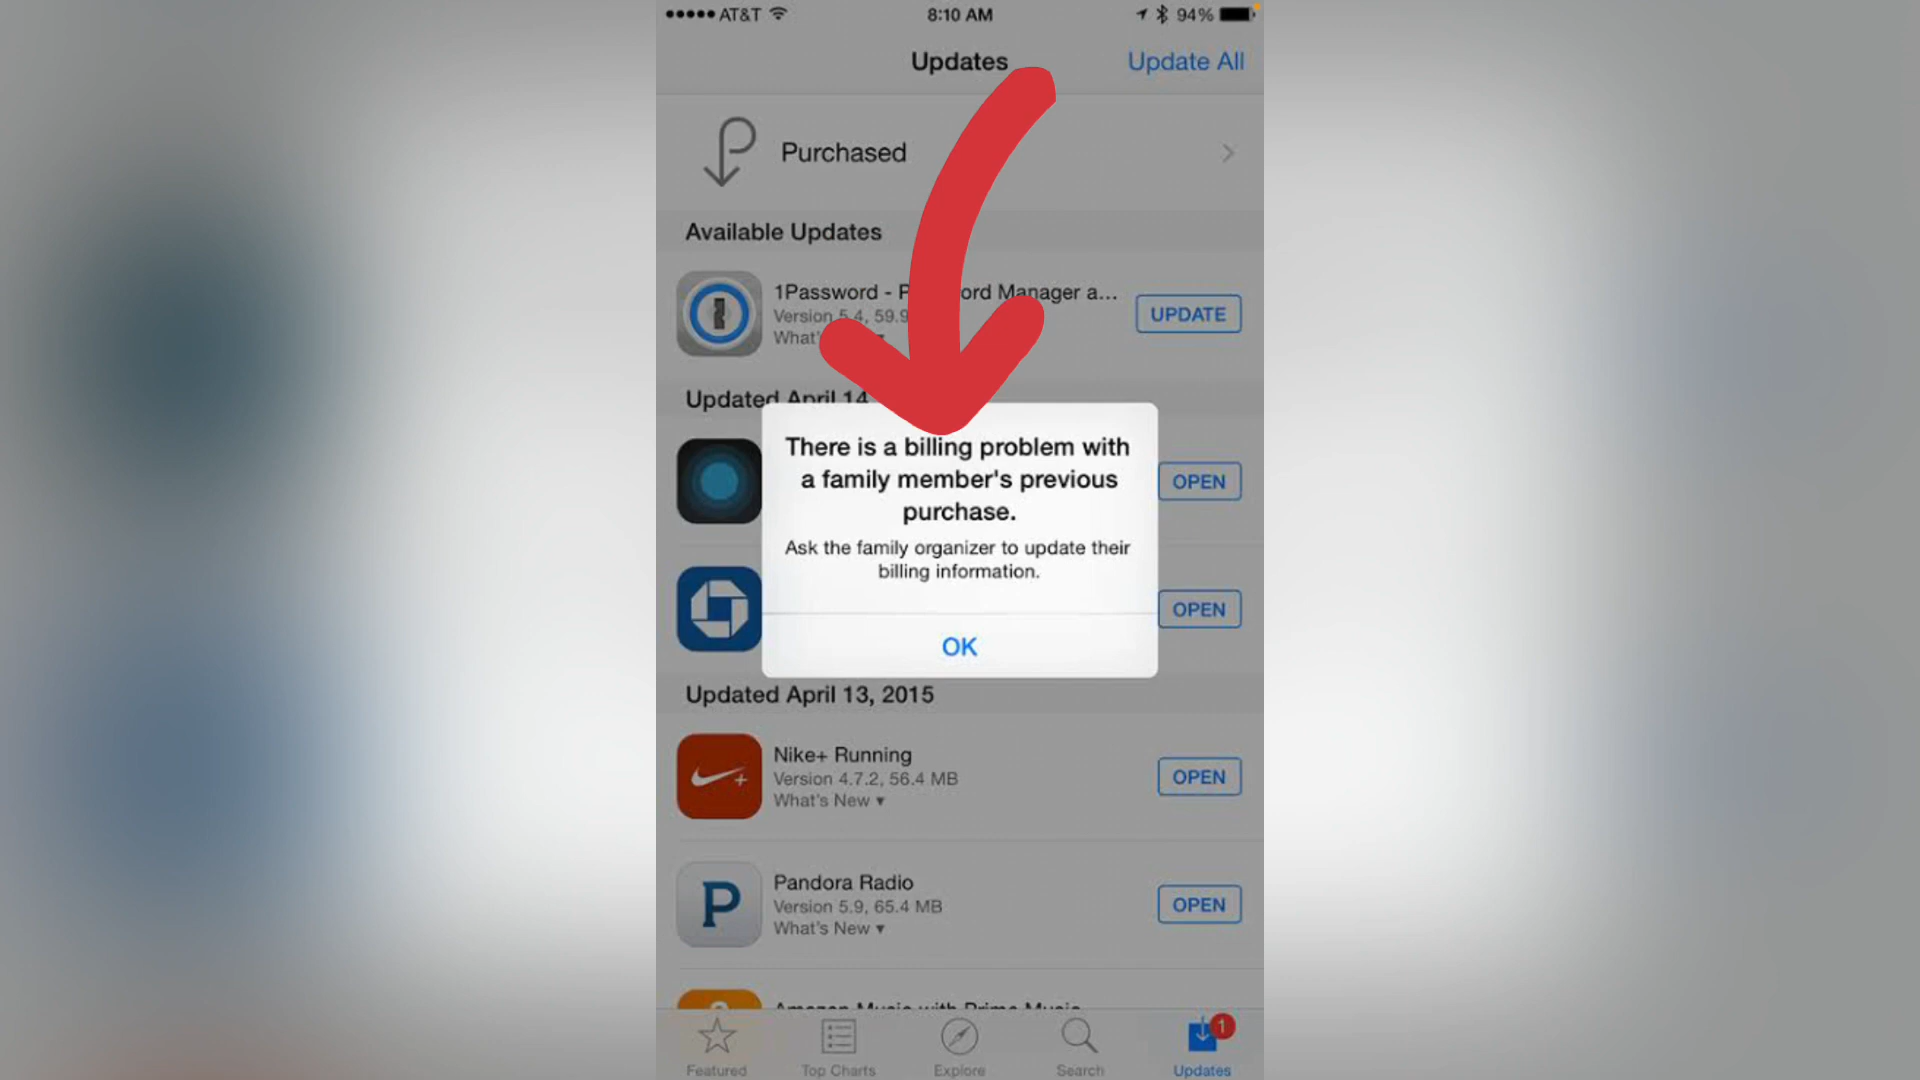 AT&T
8:10 AM
94%
Updates
Update All
Purchased
Available Updates
1Password - P ord Manager a...
Version 5.4, 59.9
What'
UPDATE
Updated April 14
There is a billing problem with
a family member's previous
purchase.
Ask the family organizer to update their
billing information.
OK
OPEN
OPEN
Updated April 13, 2015
Nike+ Running
Version 4.7.2, 56.4 MB
What's New ▾
OPEN
P
Pandora Radio
Version 5.9, 65.4 MB
What's New ▾
OPEN
Amazon Music with Prime Music
Featured
Top Charts
Explore
Search
1
Updates